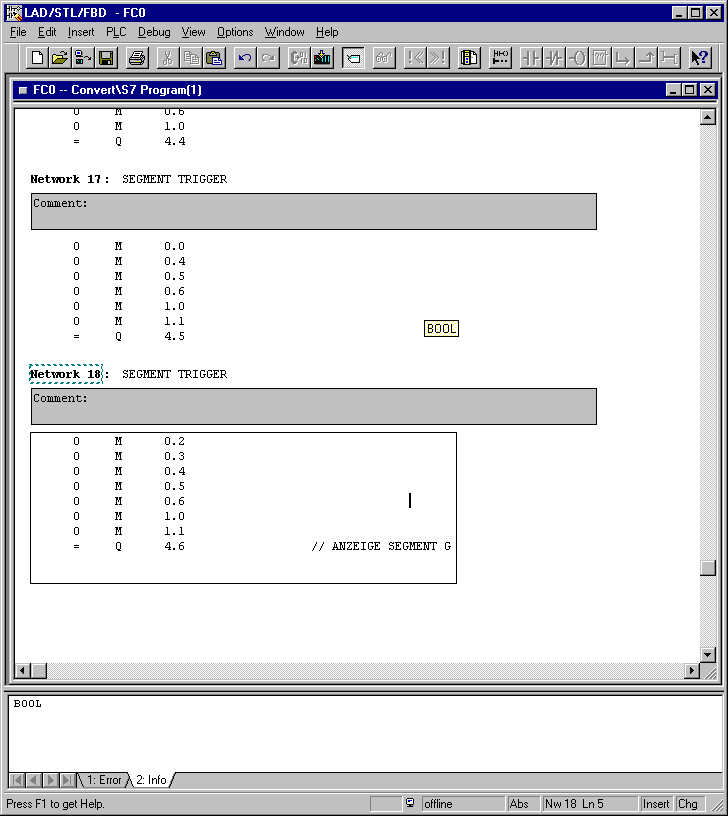 LAD/STL/FBD - FC0
File Edit Insert PLC Debug View Options Window Help
FC0 -- Convert\S7 Program(1)
O M 0.6
O M 1.0
= Q 4.4
Network 17: SEGMENT TRIGGER
Comment:
O M 0.0
O M 0.4
O M 0.5
O M 0.6
O M 1.0
O M 1.1
= Q 4.5
BOOL
Network 18: SEGMENT TRIGGER
Comment:
O M 0.2
O M 0.3
O M 0.4
O M 0.5
O M 0.6
O M 1.0
O M 1.1
= Q 4.6 // ANZEIGE SEGMENT G
BOOL
1: Error 2: Info
Press F1 to get Help. offline Abs Nw 18 Ln 5 Insert Chg